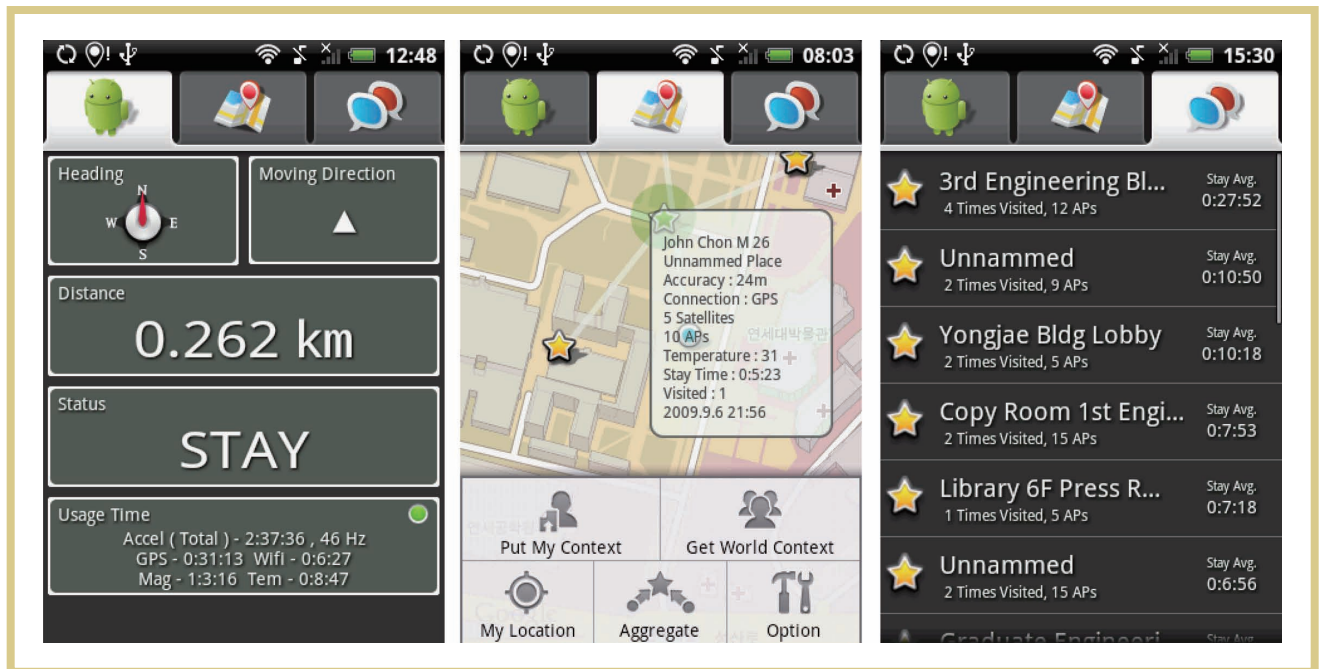 12:48
Heading
N
W
E
S
Moving Direction
Distance
0.262 km
Status
STAY
Usage Time
Accel ( Total ) - 2:37:36 , 46 Hz
GPS - 0:31:13 Wifi - 0:6:27
Mag - 1:3:16 Tem - 0:8:47
08:03
John Chon M 26
Unnammed Place
Accuracy : 24m
Connection : GPS
5 Satellites
10 APs
Temperature : 31
Stay Time : 0:5:23
Visited : 1
2009.9.6 21:56
연세대박물관
Put My Context
Get World Context
Google
My Location
Aggregate
Option
15:30
3rd Engineering Bl...
Stay Avg.
4 Times Visited, 12 APs
0:27:52
Unnammed
Stay Avg.
2 Times Visited, 9 APs
0:10:50
Yongjae Bldg Lobby
Stay Avg.
2 Times Visited, 5 APs
0:10:18
Copy Room 1st Engi...
Stay Avg.
2 Times Visited, 15 APs
0:7:53
Library 6F Press R...
Stay Avg.
1 Times Visited, 5 APs
0:7:18
Unnammed
Stay Avg.
2 Times Visited, 15 APs
0:6:56
Graduate Engineeri
Stay Avg.